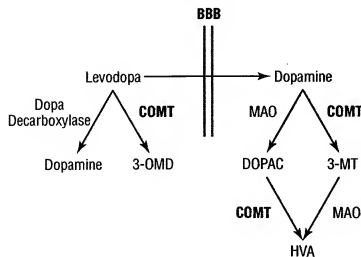 BBB
Levodopa
Dopamine
Dopa
Decarboxylase
COMT
MAO
COMT
Dopamine
3-OMD
DOPAC
3-MT
COMT
MAO
HVA